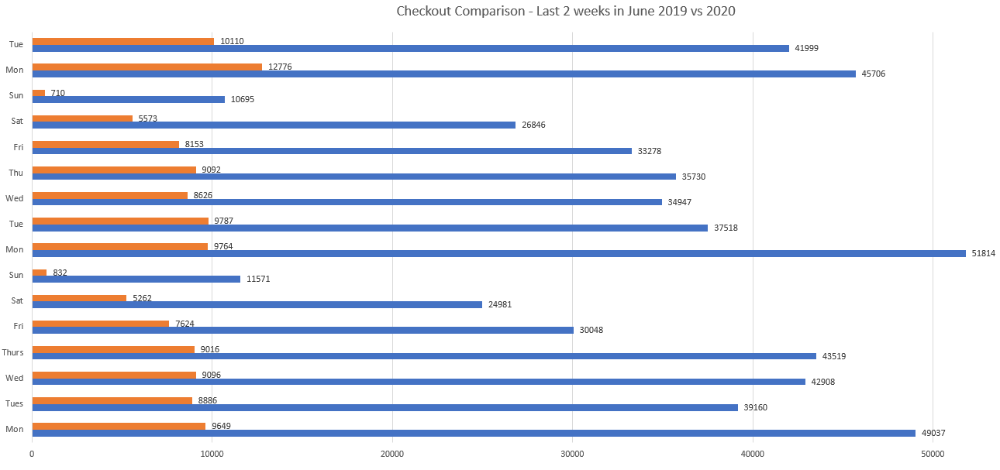 Checkout Comparison - Last 2 weeks in June 2019 vs 2020
Tue 10110 41999
Mon 12776 45706
Sun 710 10695
Sat 5573 26846
Fri 8153 33278
Thu 9092 35730
Wed 8626 34947
Tue 9787 37518
Mon 9764 51814
Sun 832 11571
Sat 5262 24981
Fri 7624 30048
Thurs 9016 43519
Wed 9096 42908
Tues 8886 39160
Mon 9649 49037
0 10000 20000 30000 40000 50000